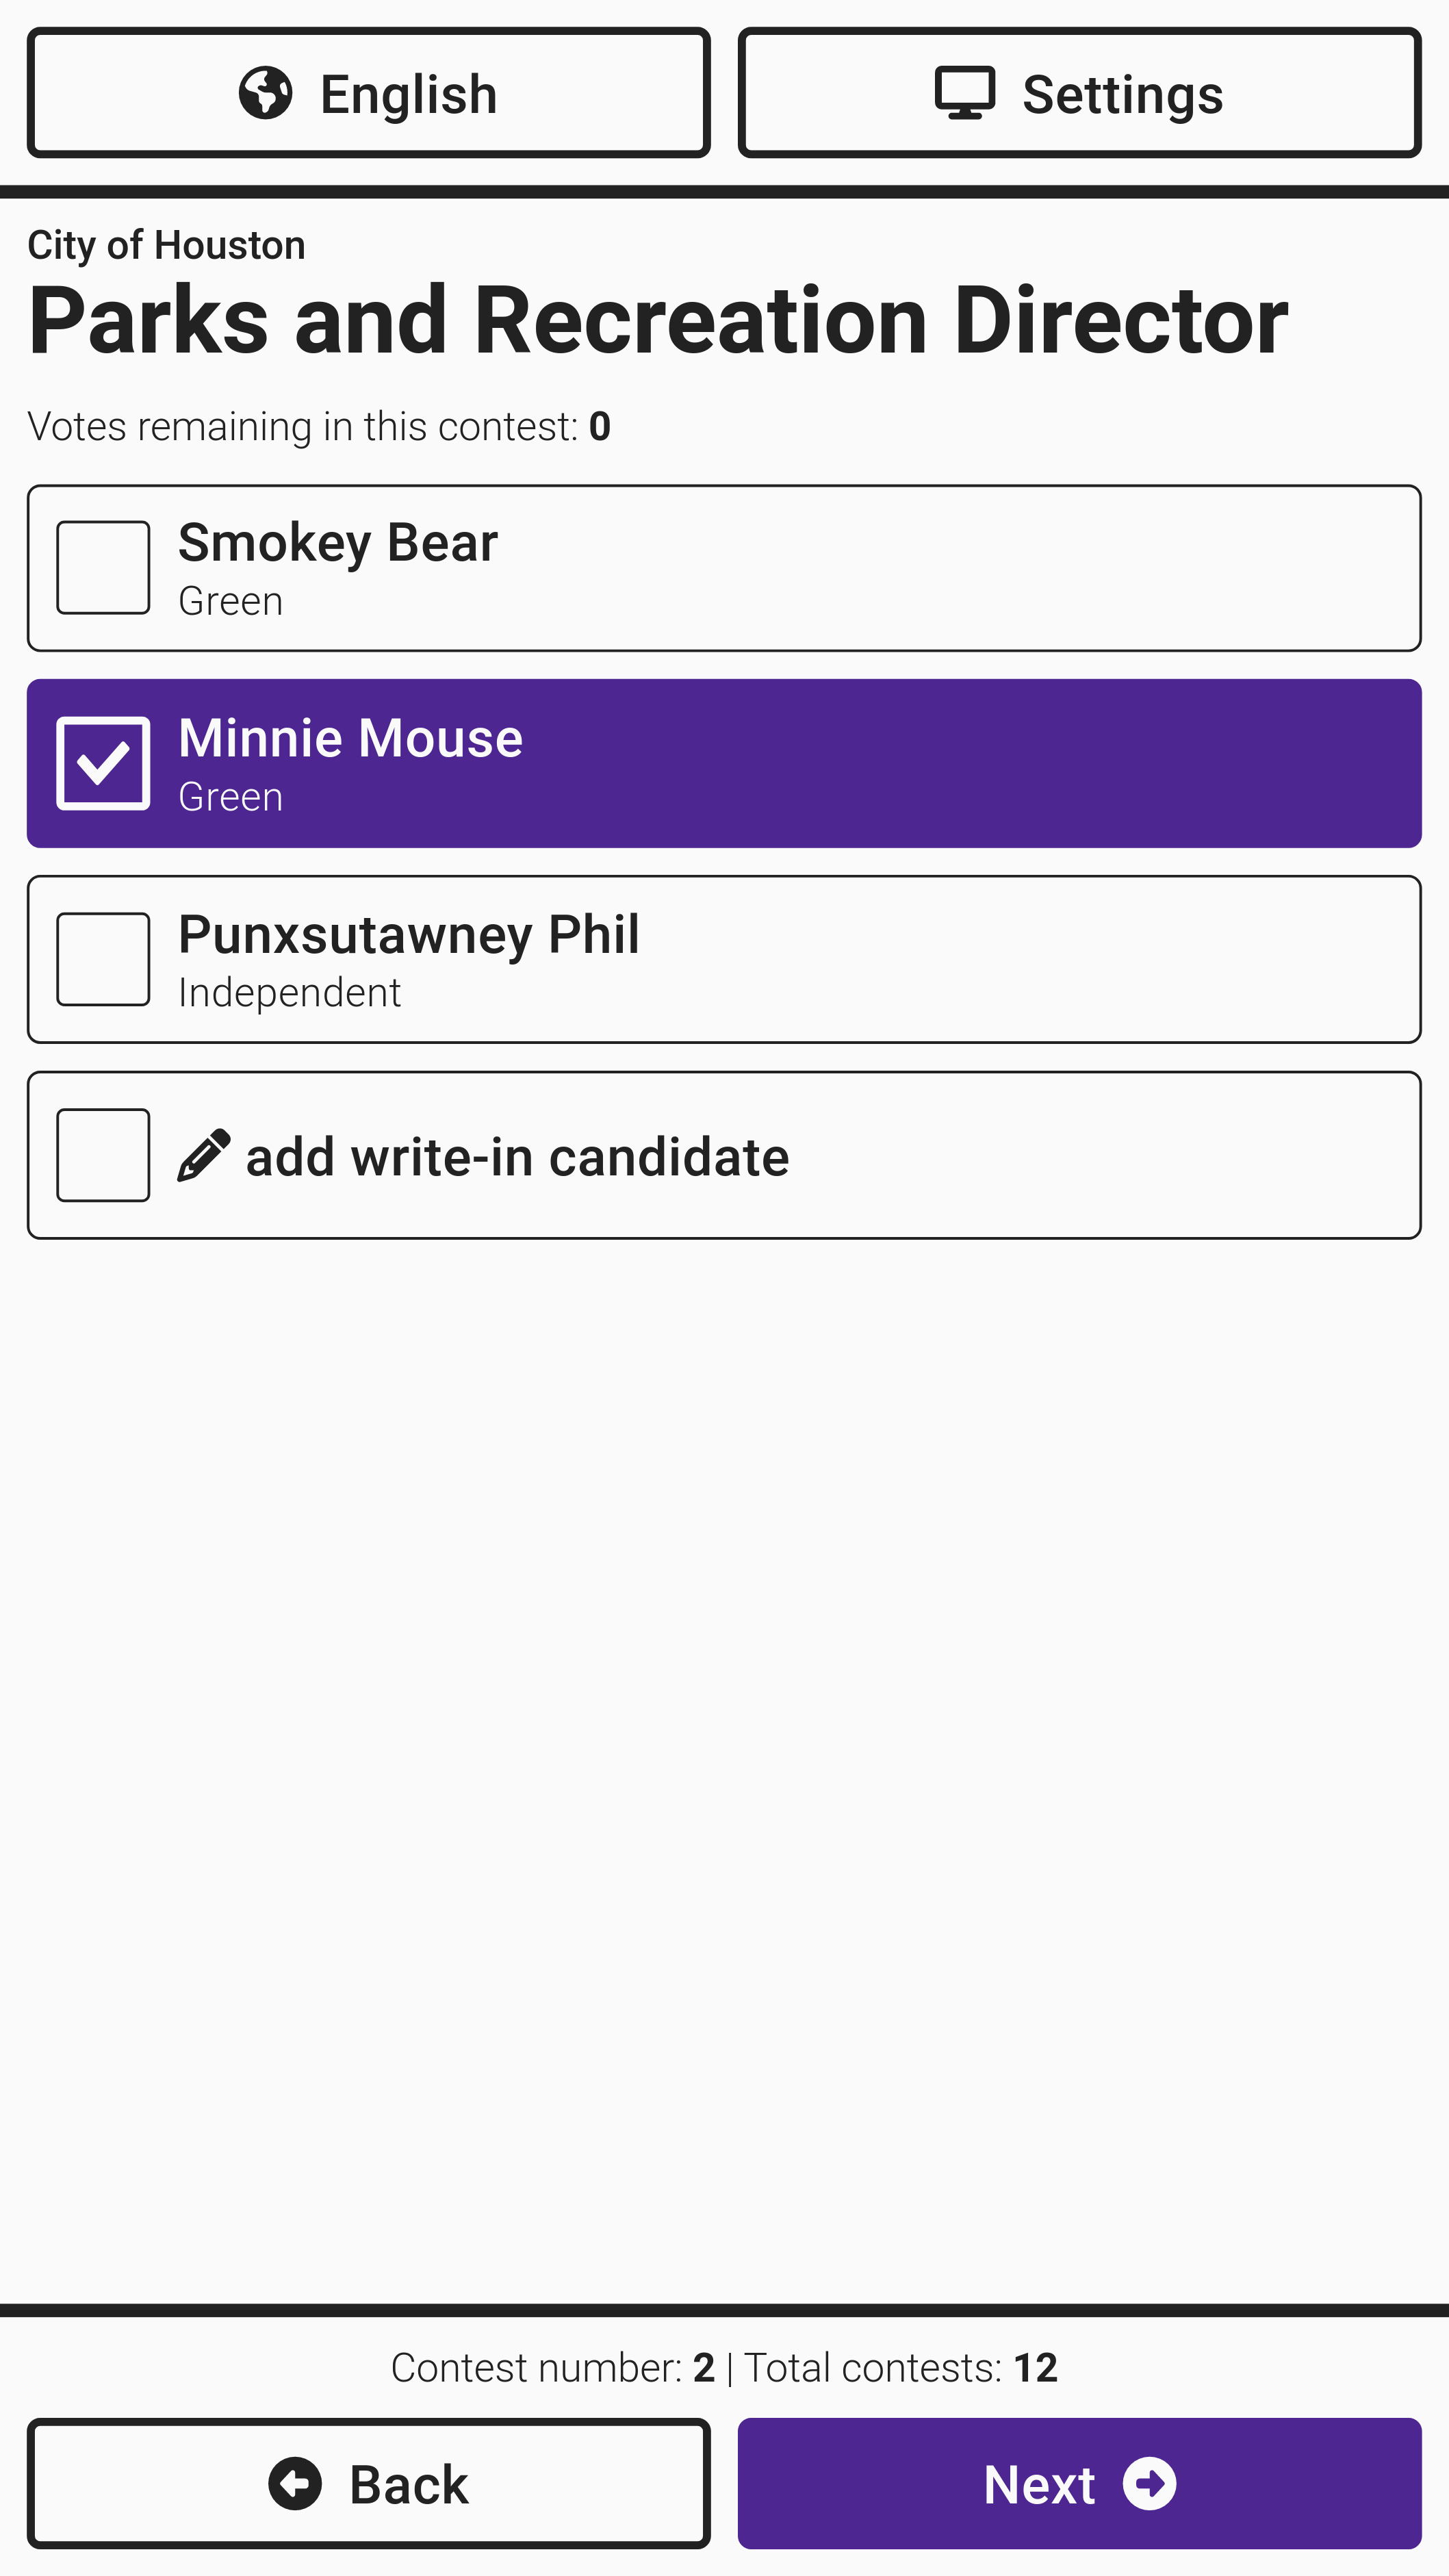 English
Settings
City of Houston
Parks and Recreation Director
Votes remaining in this contest: 0
Smokey Bear
Green
Minnie Mouse
Green
Punxsutawney Phil
Independent
add write-in candidate
Contest number: 2 | Total contests: 12
Back
Next